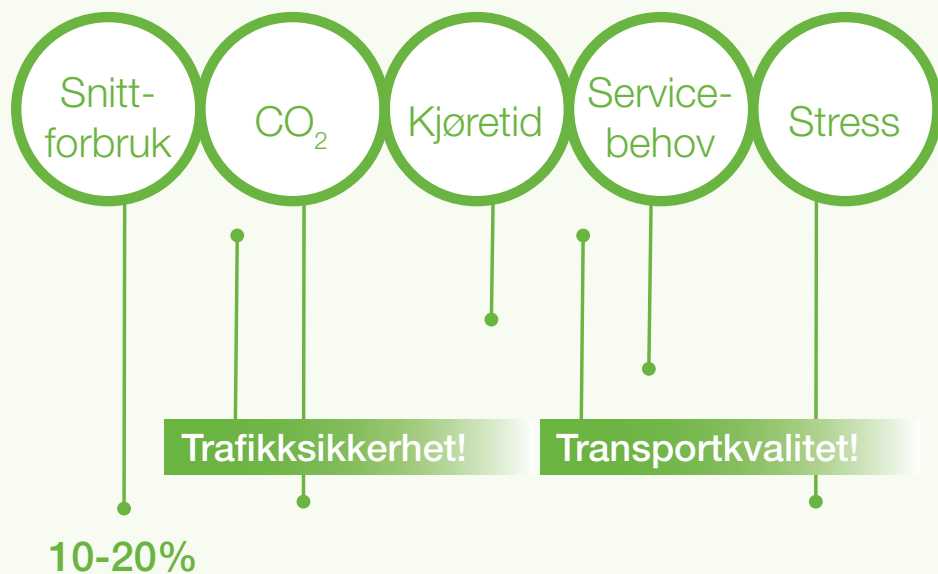 Snitt-
forbruk
CO₂
Kjøretid
Service-
behov
Stress
Trafikksikkerhet!
Transportkvalitet!
10-20%